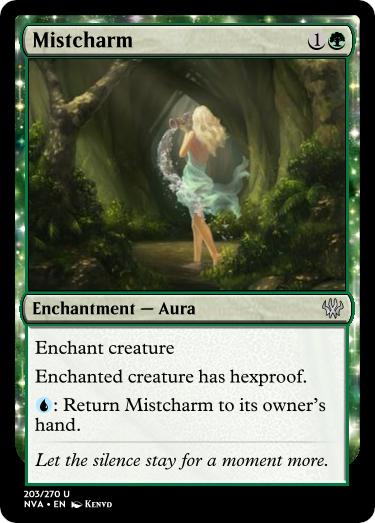 Mistcharm 1
Enchantment — Aura
Enchant creature
Enchanted creature has hexproof.
: Return Mistcharm to its owner's
hand.
Let the silence stay for a moment more.
203/270 U
NVA • EN Kenvd